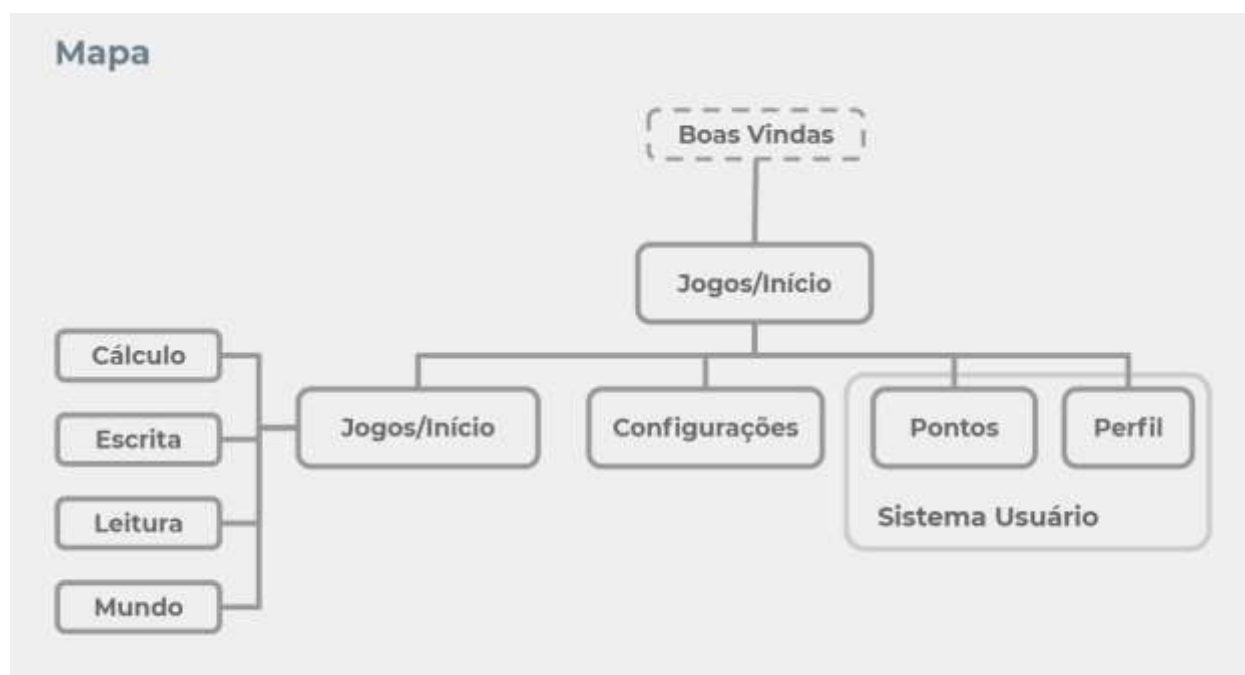 Mapa
Boas Vindas
Jogos/Início
Cálculo
Escrita
Leitura
Mundo
Jogos/Início
Configurações
Pontos
Perfil
Sistema Usuário